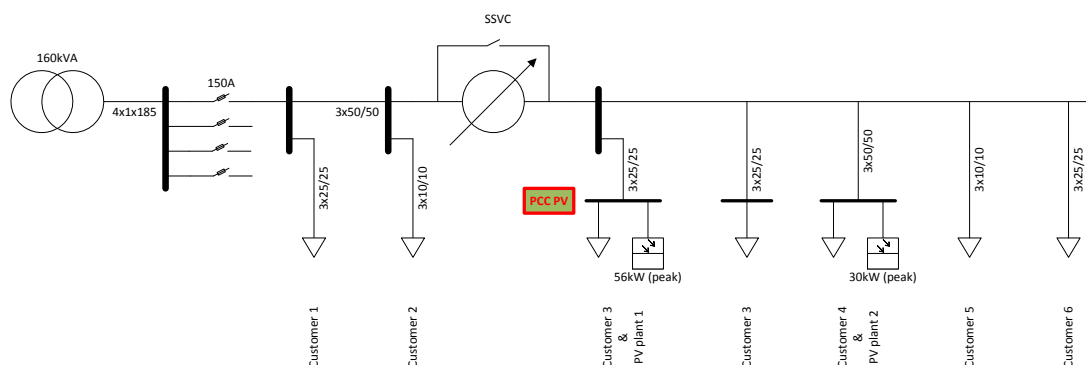 SSVC
160kVA
150A
4x1x185
3x50/50
3x25/25
3x10/10
3x25/25
3x25/25
3x50/50
3x10/10
3x25/25
PCC PV
56kW (peak)
30kW (peak)
Customer 1
Customer 2
Customer 3
&
PV plant 1
Customer 3
Customer 4
&
PV plant 2
Customer 5
Customer 6